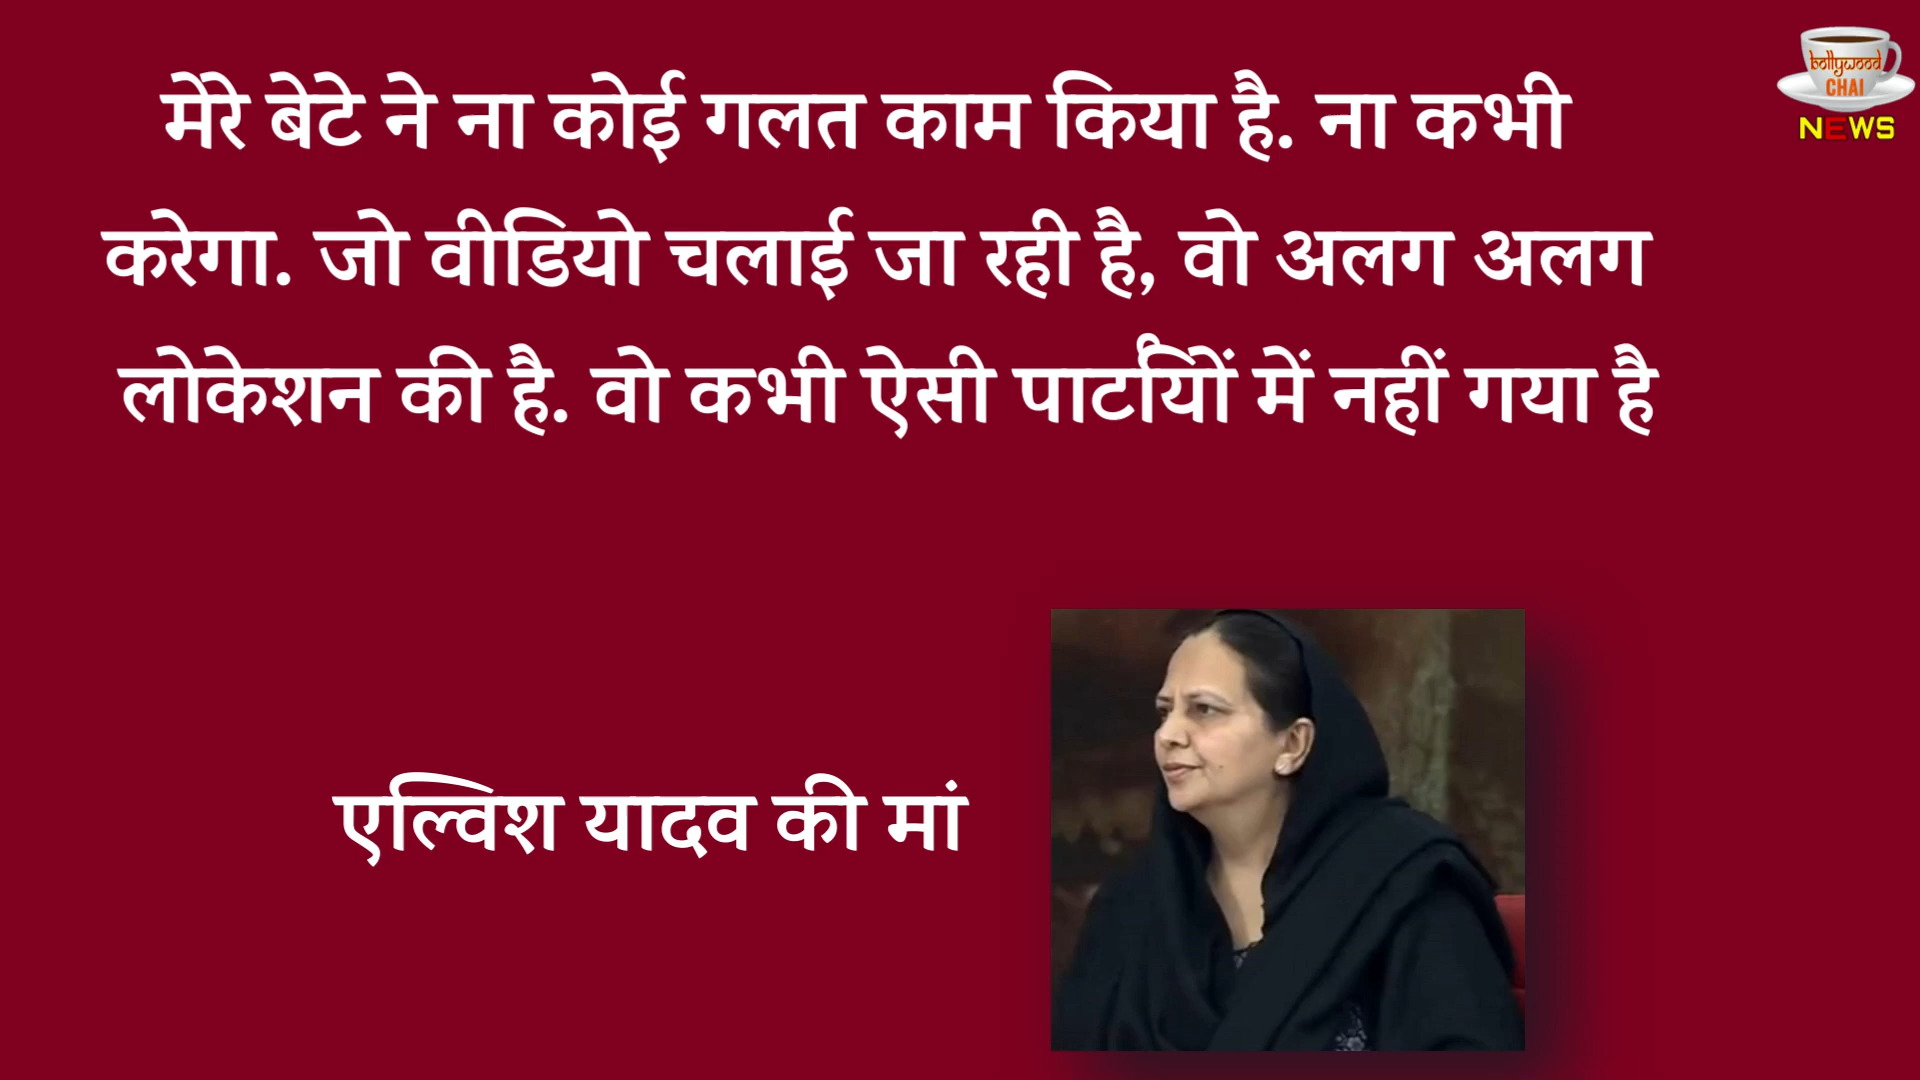 मेरे बेटे ने ना कोई गलत काम किया है. ना कभी
करेगा. जो वीडियो चलाई जा रही है, वो अलग अलग
लोकेशन की है. वो कभी ऐसी पार्टियों में नहीं गया है
एल्विश यादव की मां
bollywood
CHAI
NEWS